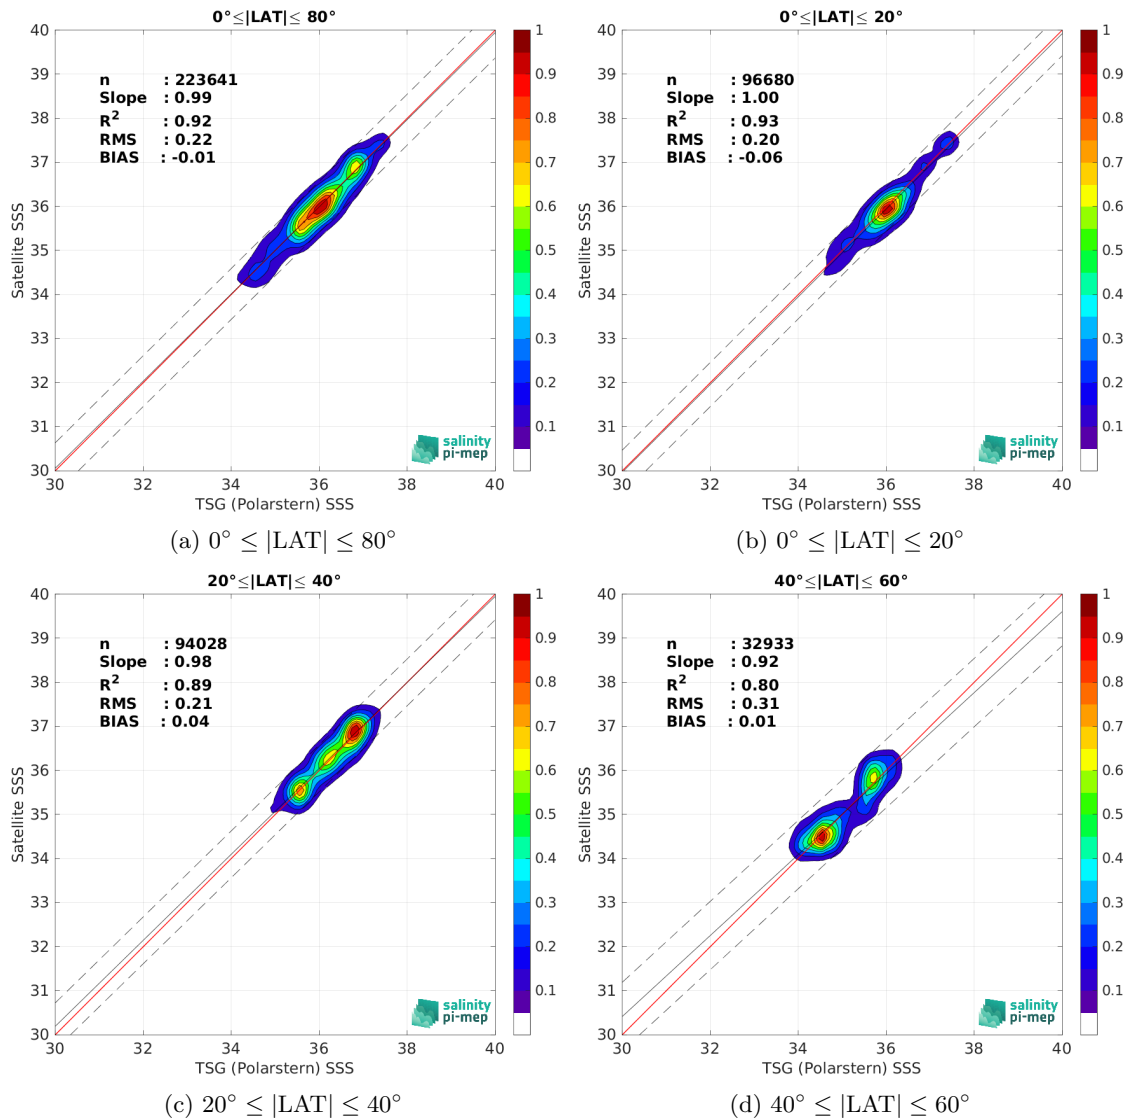 0°≤|LAT|≤ 80°
40
39
38
37
36
35
34
33
32
31
30
Satellite SSS
n : 223641
Slope : 0.99
R² : 0.92
RMS : 0.22
BIAS : -0.01
salinity
pi-mep
30 32 34 36 38 40
TSG (Polarstern) SSS
1
0.9
0.8
0.7
0.6
0.5
0.4
0.3
0.2
0.1
(a) 0° ≤ |LAT| ≤ 80°
0°≤|LAT|≤ 20°
40
39
38
37
36
35
34
33
32
31
30
Satellite SSS
n : 96680
Slope : 1.00
R² : 0.93
RMS : 0.20
BIAS : -0.06
salinity
pi-mep
30 32 34 36 38 40
TSG (Polarstern) SSS
1
0.9
0.8
0.7
0.6
0.5
0.4
0.3
0.2
0.1
(b) 0° ≤ |LAT| ≤ 20°
20°≤|LAT|≤ 40°
40
39
38
37
36
35
34
33
32
31
30
Satellite SSS
n : 94028
Slope : 0.98
R² : 0.89
RMS : 0.21
BIAS : 0.04
salinity
pi-mep
30 32 34 36 38 40
TSG (Polarstern) SSS
1
0.9
0.8
0.7
0.6
0.5
0.4
0.3
0.2
0.1
(c) 20° ≤ |LAT| ≤ 40°
40°≤|LAT|≤ 60°
40
39
38
37
36
35
34
33
32
31
30
Satellite SSS
n : 32933
Slope : 0.92
R² : 0.80
RMS : 0.31
BIAS : 0.01
salinity
pi-mep
30 32 34 36 38 40
TSG (Polarstern) SSS
1
0.9
0.8
0.7
0.6
0.5
0.4
0.3
0.2
0.1
(d) 40° ≤ |LAT| ≤ 60°